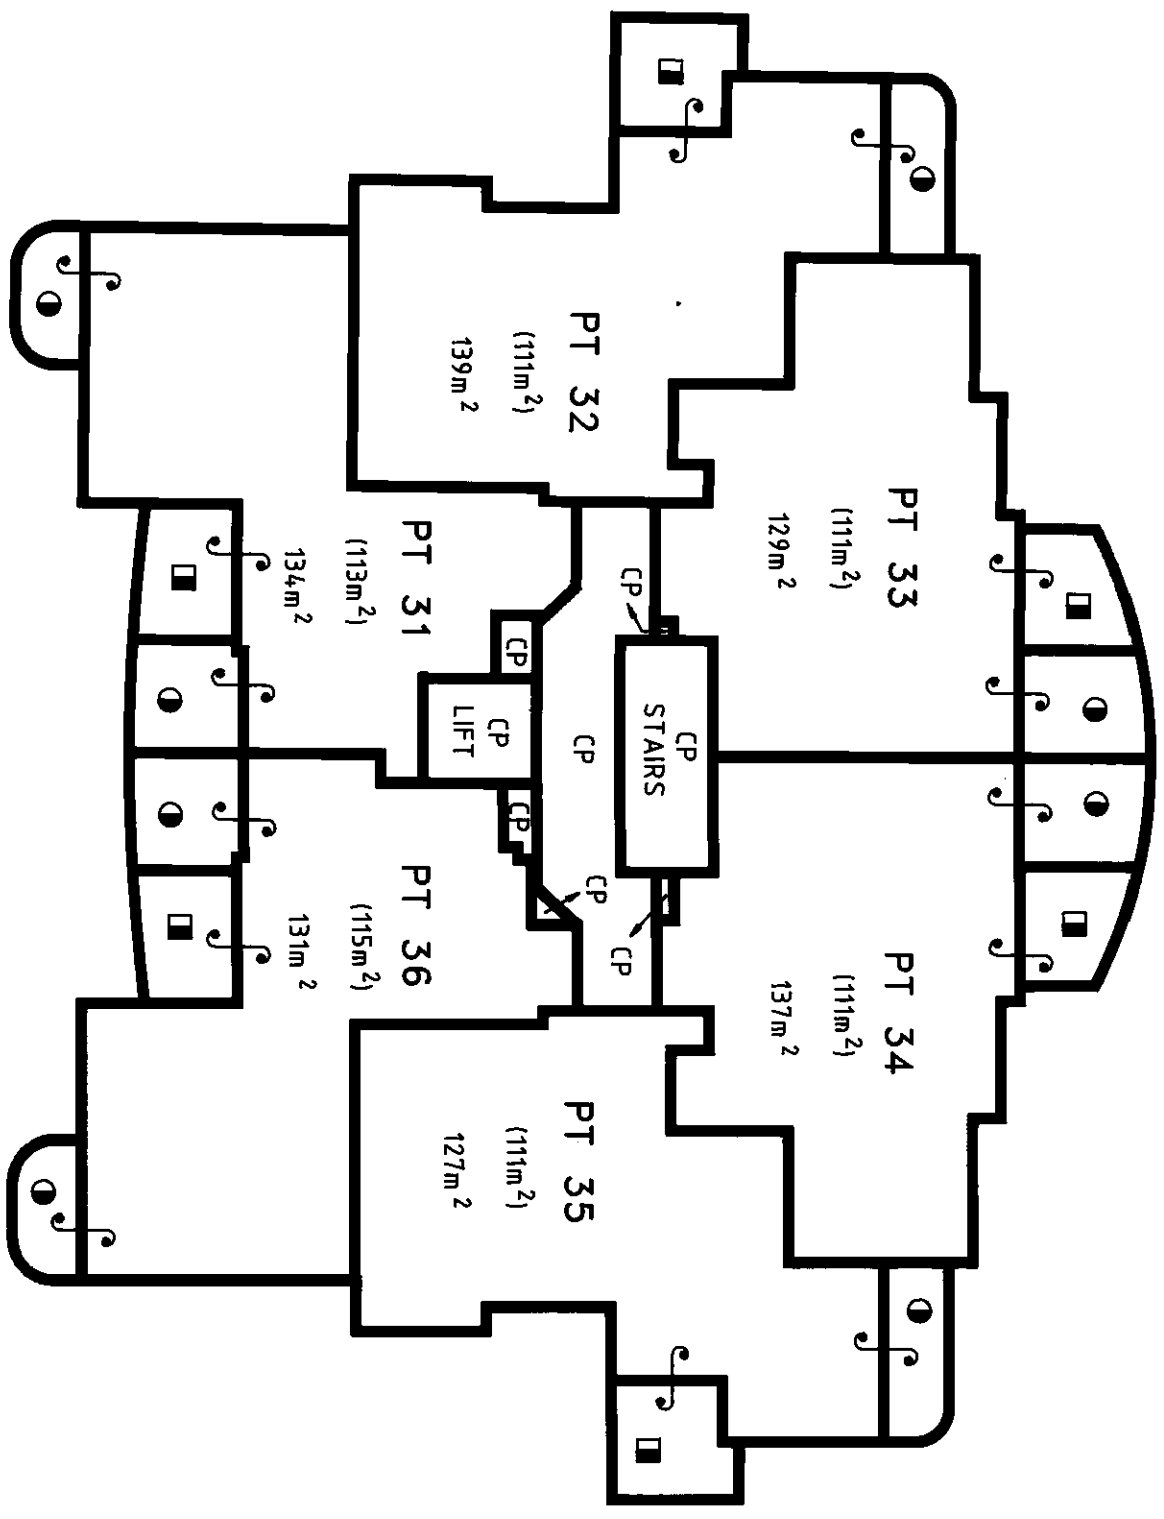 PT 32
(111m²)
139m²
PT 33
(111m²)
129m²
PT 31
(113m²)
134m²
CP
CP
CP
LIFT
CP
CP
STAIRS
CP
CP
CP
PT 36
(115m²)
131m²
PT 34
(111m²)
137m²
PT 35
(111m²)
127m²